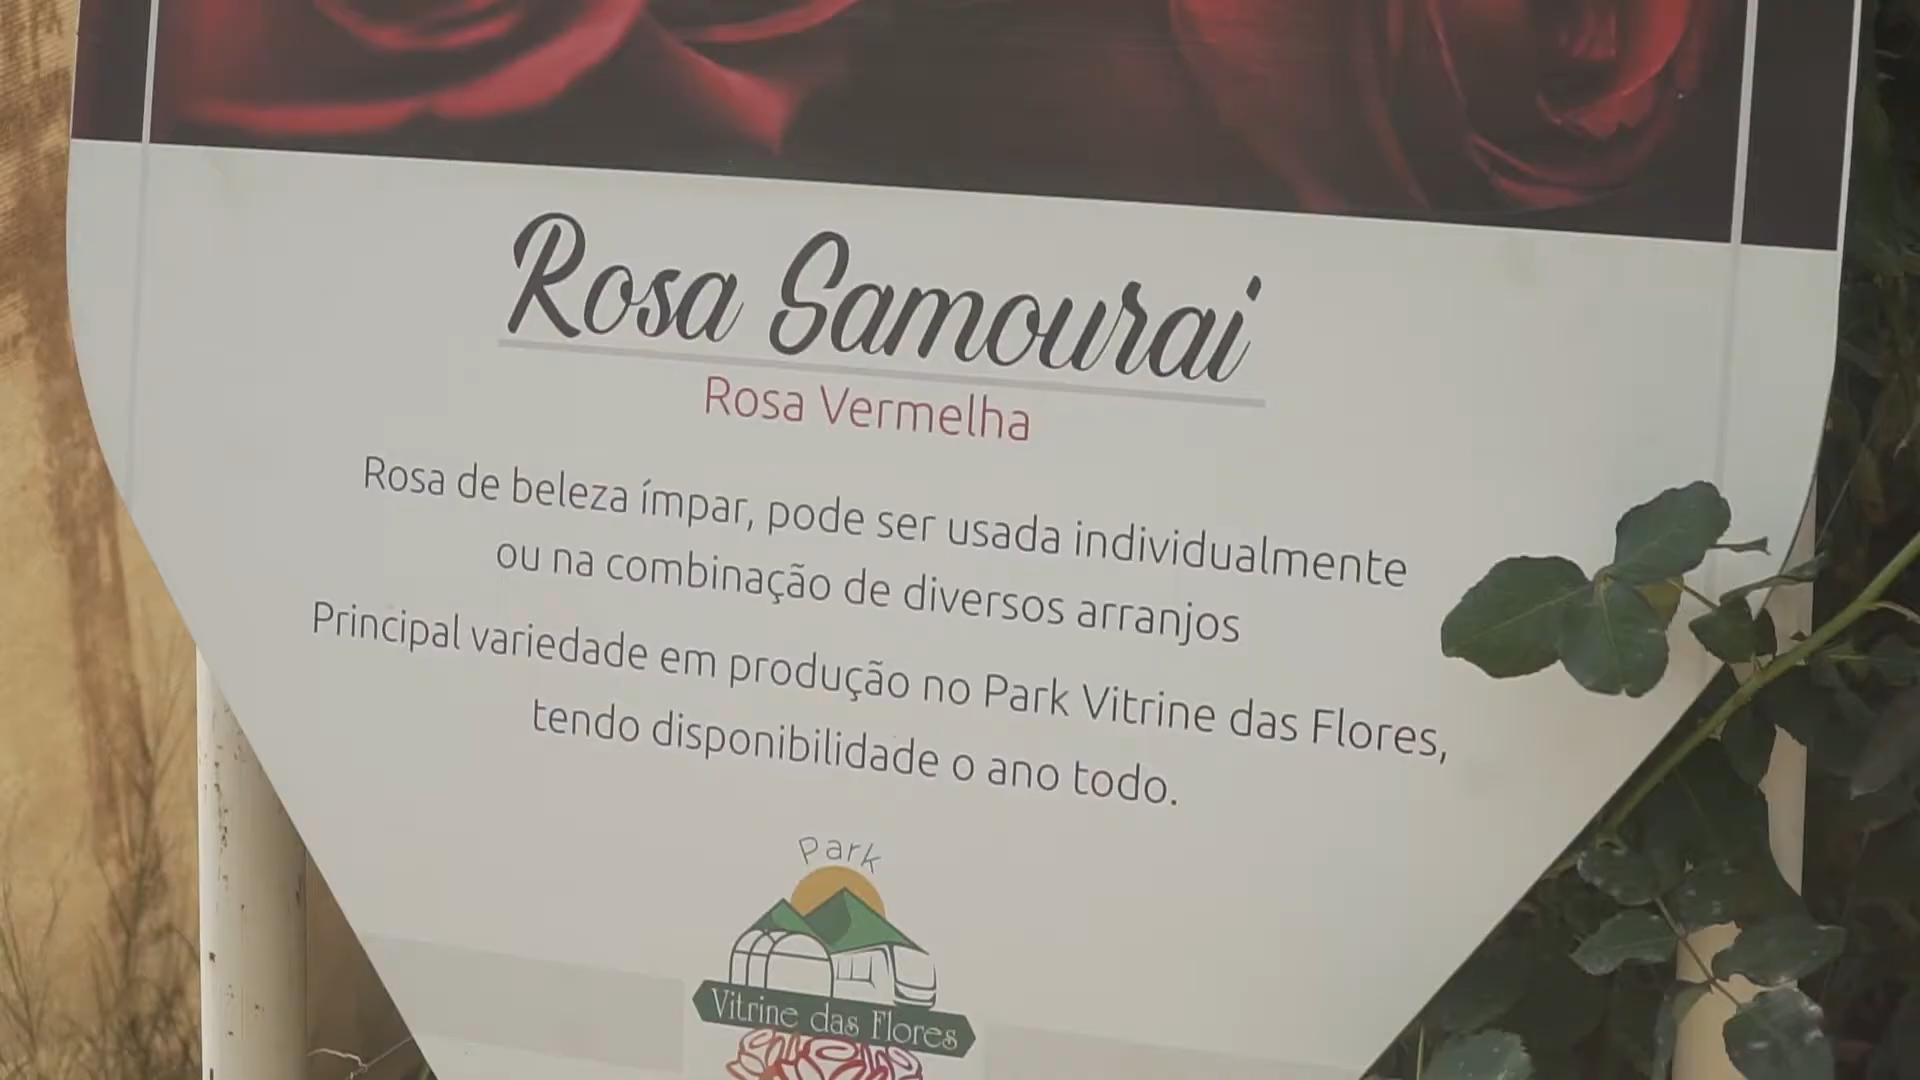 Rosa Samourai
Rosa Vermelha
Rosa de beleza ímpar, pode ser usada individualmente
ou na combinação de diversos arranjos
Principal variedade em produção no Park Vitrine das Flores,
tendo disponibilidade o ano todo.
Park
Vitrine das Flores